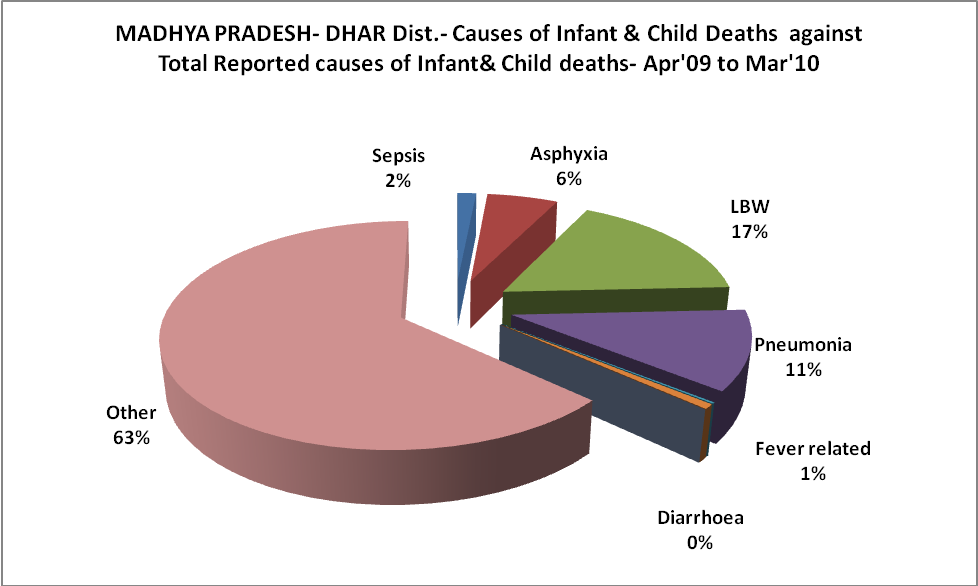 MADHYA PRADESH- DHAR Dist.- Causes of Infant & Child Deaths against
Total Reported causes of Infant& Child deaths- Apr'09 to Mar'10
Sepsis
2%
Asphyxia
6%
LBW
17%
Pneumonia
11%
Fever related
1%
Diarrhoea
0%
Other
63%